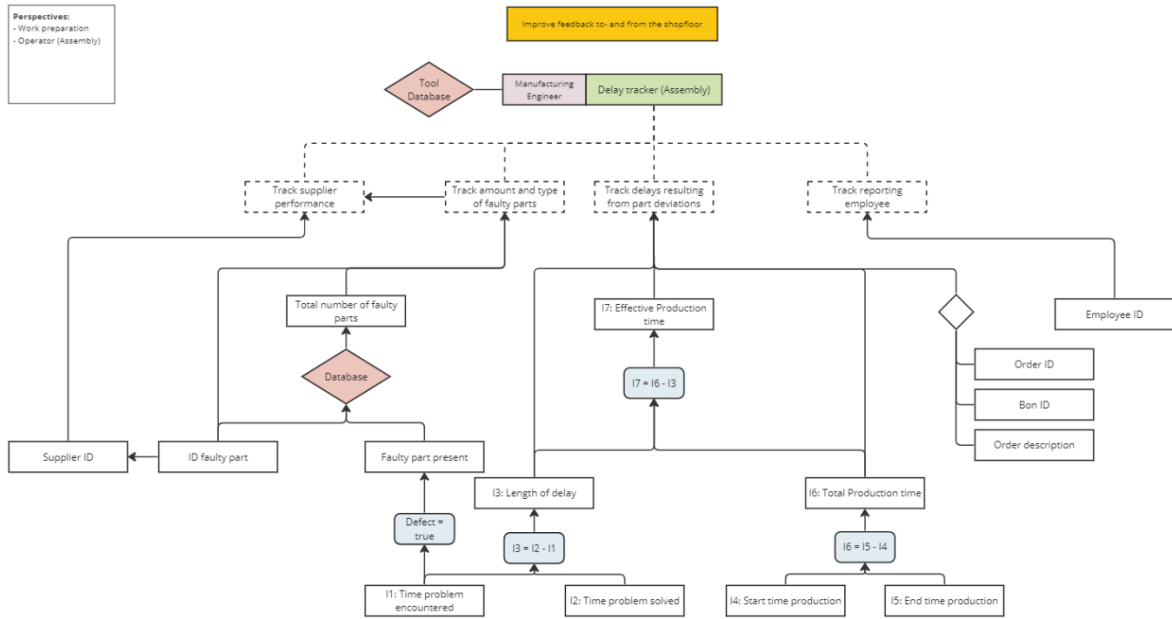 Perspectives:
- Work preparation
- Operator (Assembly)
Improve feedback to- and from the shopfloor
Tool
Database
Manufacturing
Engineer
Delay tracker (Assembly)
Track supplier
performance
Track amount and type
of faulty parts
Track delays resulting
from part deviations
Track reporting
employee
Total number of faulty
parts
I7: Effective Production
time
Employee ID
Database
I7 = I6 - I3
Order ID
Bon ID
Order description
Supplier ID
ID faulty part
Faulty part present
I3: Length of delay
I6: Total Production time
Defect =
true
I3 = I2 - I1
I6 = I5 - I4
I1: Time problem
encountered
I2: Time problem solved
I4: Start time production
I5: End time production